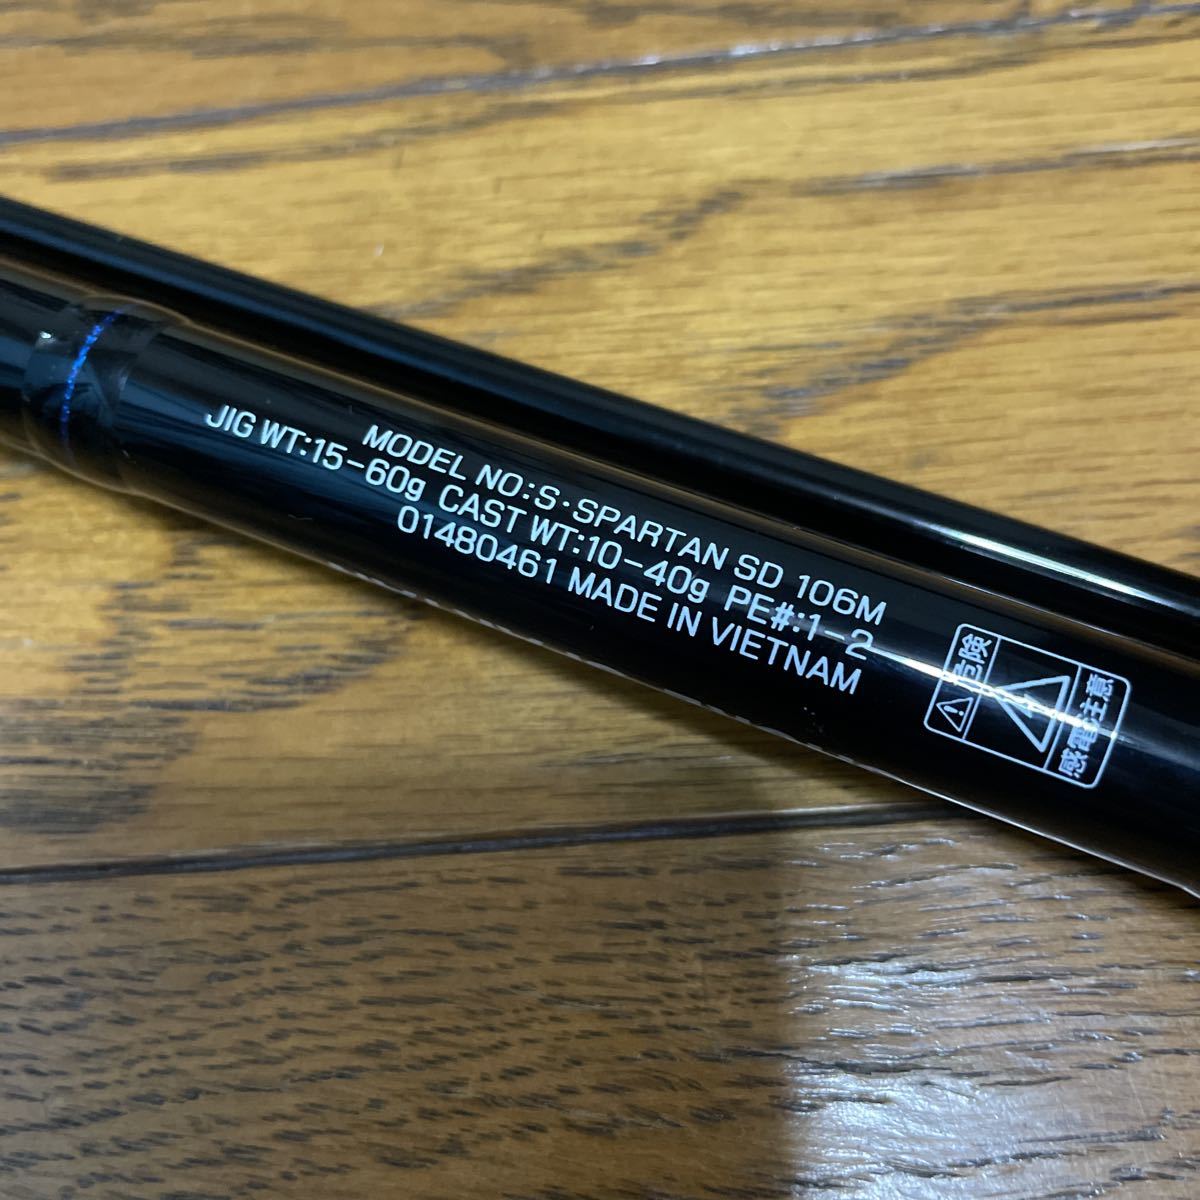 MODEL NO:S・SPARTAN SD 106M
JIG WT:15-60g CAST WT:10-40g PE#:1-2
01480461 MADE IN VIETNAM
危険
感電注意